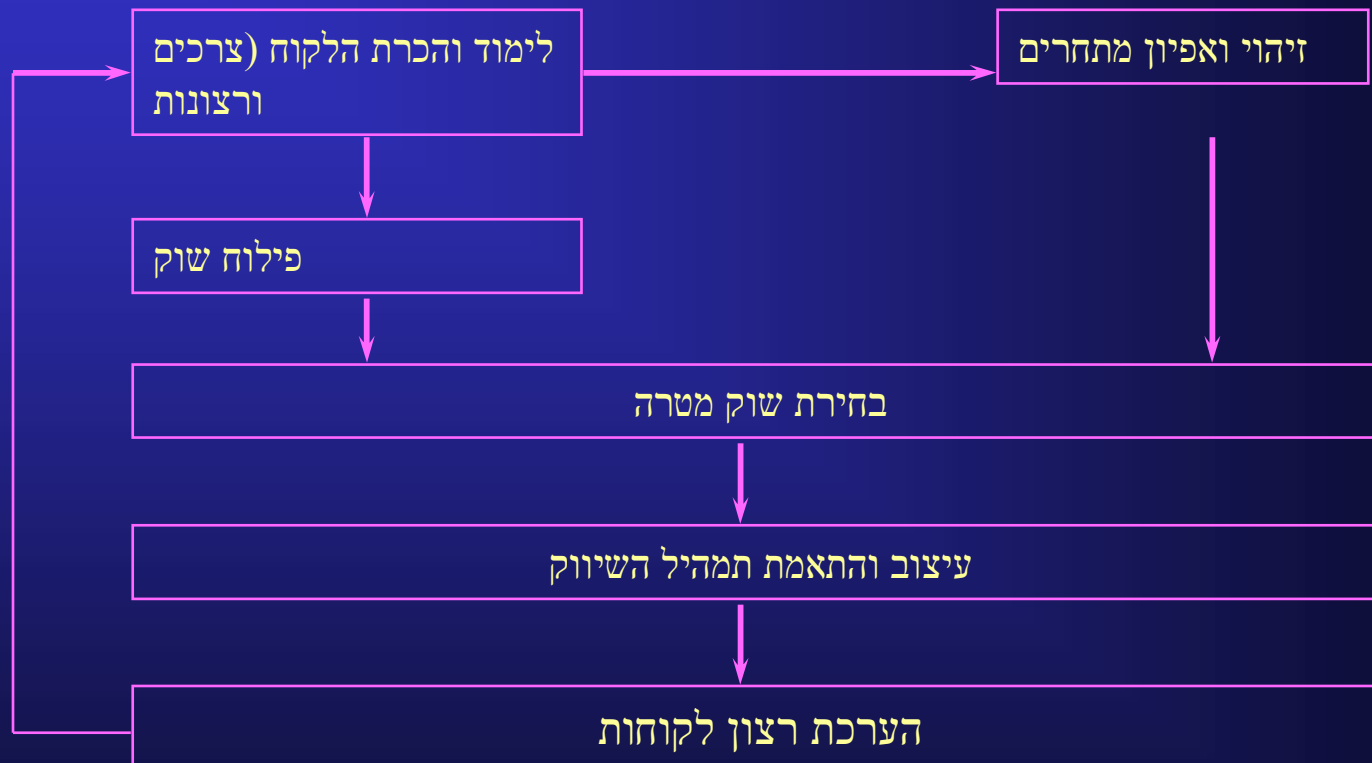 לימוד והכרת הלקוח (צרכים
ורצונות
זיהוי ואפיון מתחרים
פילוח שוק
בחירת שוק מטרה
עיצוב והתאמת תמהיל השיווק
הערכת רצון לקוחות